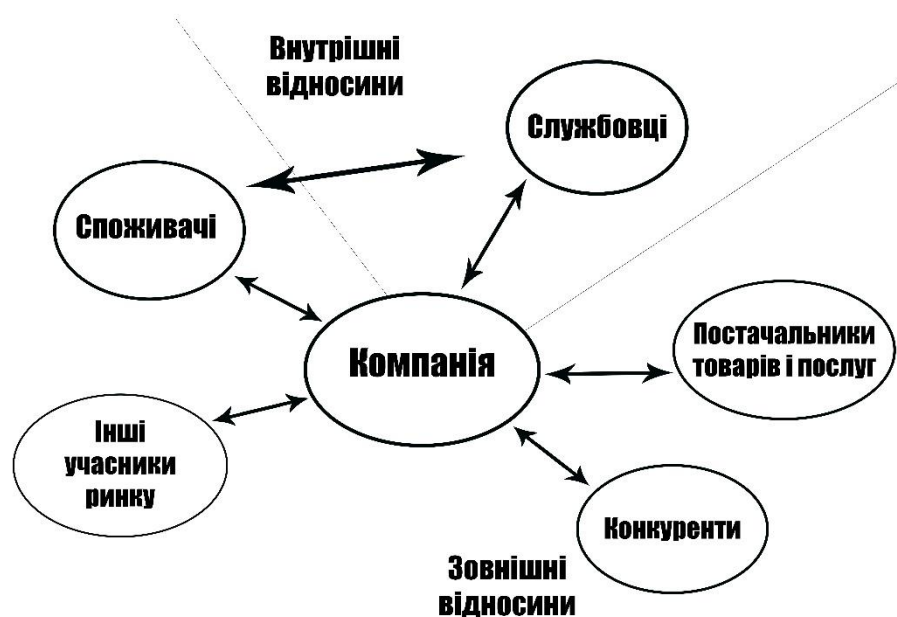 Внутрішні
відносини
Службовці
Споживачі
Компанія
Постачальники
товарів і послуг
Інші
учасники
ринку
Конкуренти
Зовнішні
відносини